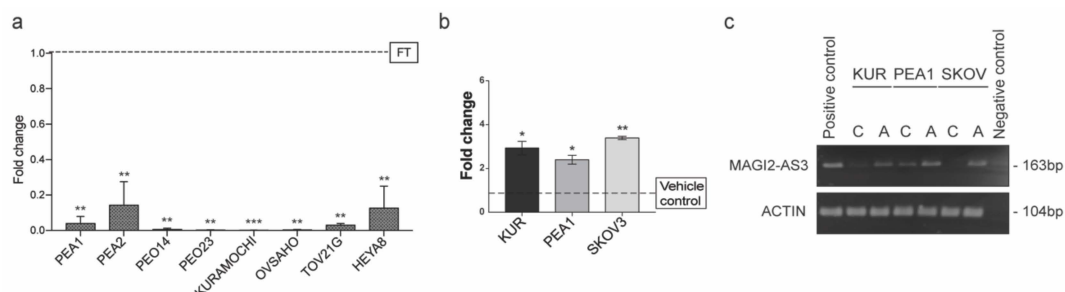 a
FT
Fold change
1.0
0.8
0.6
0.4
0.2
0.0
**
**
**
**
***
**
**
**
PEA1
PEA2
PEO14
PEO23
KURAMOCHI
OVSAHO
TOV21G
HEYA8
b
Fold change
6
4
2
0
*
*
**
Vehicle
control
KUR
PEA1
SKOV3
c
Positive control
KUR PEA1 SKOV
Negative control
C A C A C A
MAGI2-AS3 - 163bp
ACTIN - 104bp